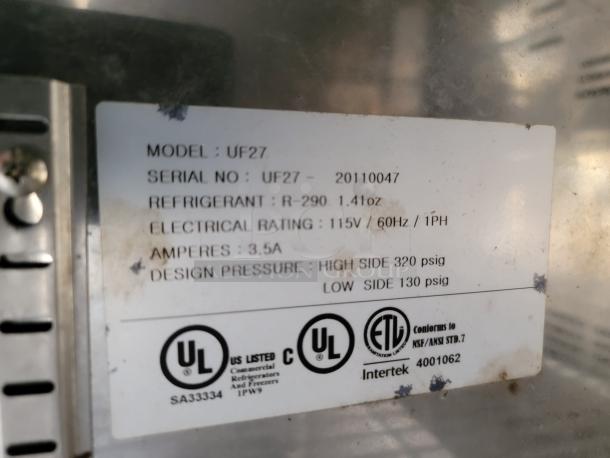 MODEL : UF27
SERIAL NO : UF27 - 20110047
REFRIGERANT : R-290 1.41oz
ELECTRICAL RATING : 115V / 60Hz / 1PH
AMPERES : 3.5A
DESIGN PRESSURE : HIGH SIDE 320 psig
LOW SIDE 130 psig
UL
US LISTED
Commercial
Refrigerators
And Freezers
1PW9
SA33334
C UL
ETL
SANITATION LISTED
Intertek
Conforms to
NSF/ANSI STD.7
4001062